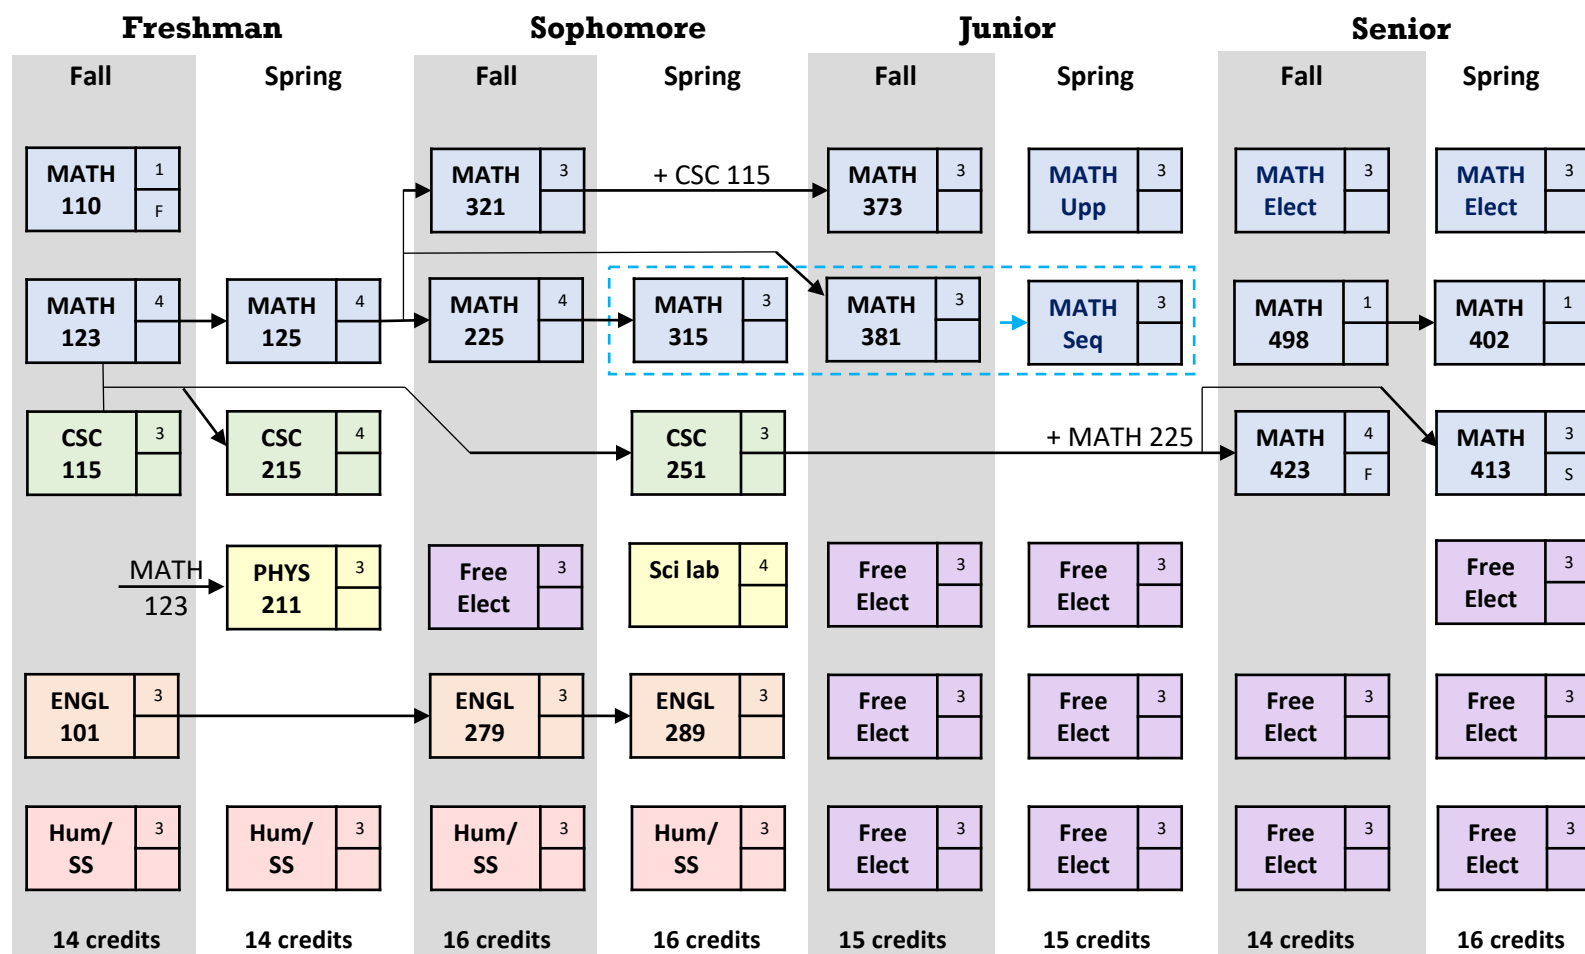 Freshman Sophomore Junior Senior
Fall Spring Fall Spring Fall Spring Fall Spring
MATH 1 MATH 3 + CSC 115 MATH 3 MATH 3 MATH 3 MATH 3
110 F 321 373 Upp Elect Elect
MATH 4 MATH 4 MATH 4 MATH 3 MATH 3 MATH 3 MATH 1 MATH 1
123 125 225 315 381 Seq 498 402
CSC 3 CSC 4 CSC 3 + MATH 225 MATH 4 MATH 3
115 215 251 423 F 413 S
MATH PHYS 3 Free 3 Sci lab 4 Free 3 Free 3 Free 3
123 211 Elect Elect Elect Elect
ENGL 3 ENGL 3 ENGL 3 Free 3 Free 3 Free 3 Free 3
101 279 289 Elect Elect Elect Elect
Hum/ 3 Hum/ 3 Hum/ 3 Hum/ 3 Free 3 Free 3 Free 3 Free 3
SS SS SS SS Elect Elect Elect Elect
14 credits 14 credits 16 credits 16 credits 15 credits 15 credits 14 credits 16 credits